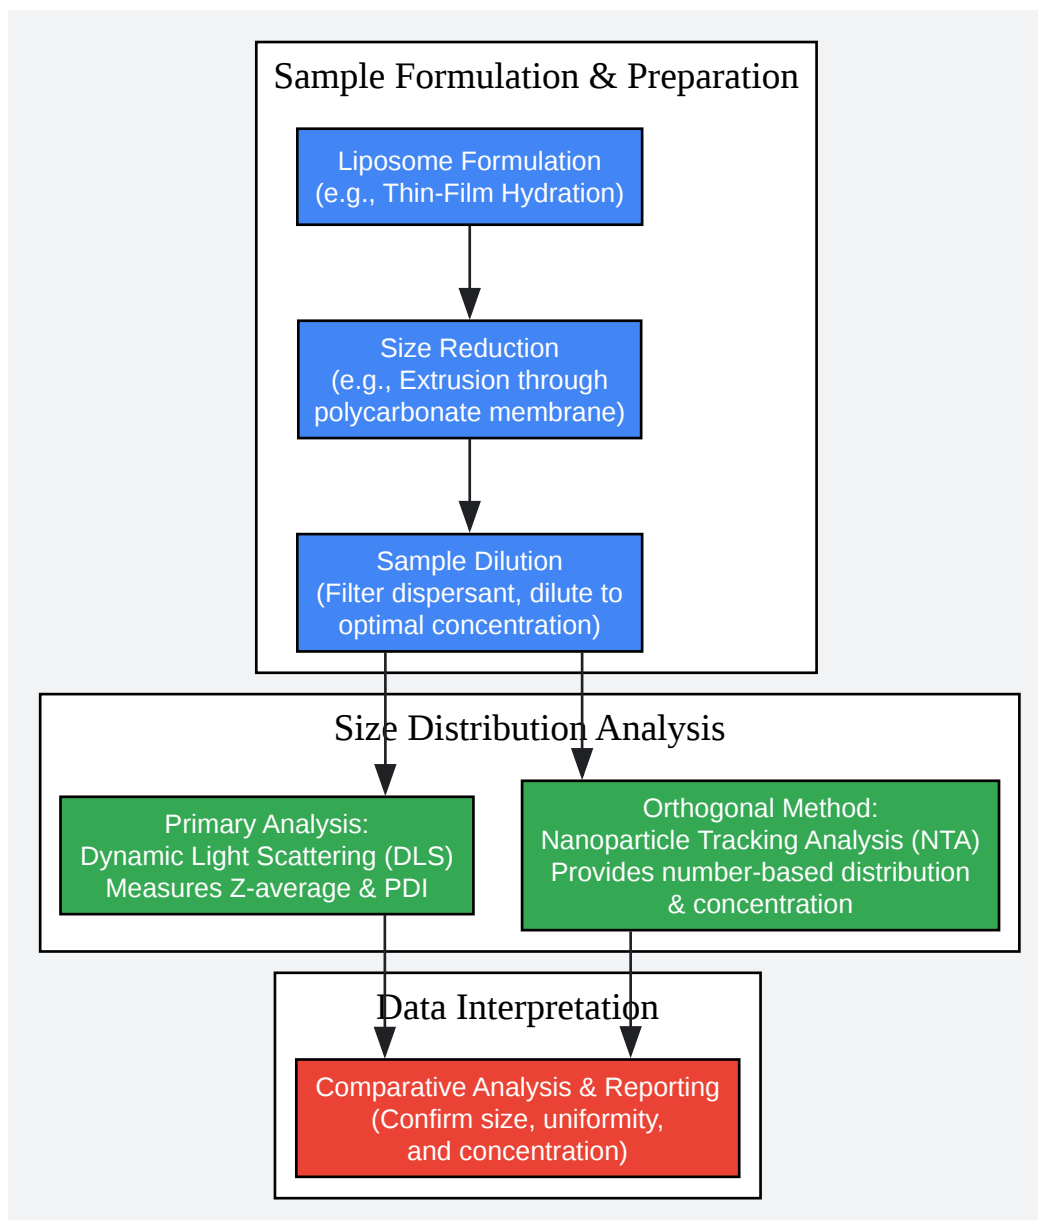 Sample Formulation & Preparation
Liposome Formulation
(e.g., Thin-Film Hydration)
Size Reduction
(e.g., Extrusion through
polycarbonate membrane)
Sample Dilution
(Filter dispersant, dilute to
optimal concentration)
Size Distribution Analysis
Primary Analysis:
Dynamic Light Scattering (DLS)
Measures Z-average & PDI
Orthogonal Method:
Nanoparticle Tracking Analysis (NTA)
Provides number-based distribution
& concentration
Data Interpretation
Comparative Analysis & Reporting
(Confirm size, uniformity,
and concentration)